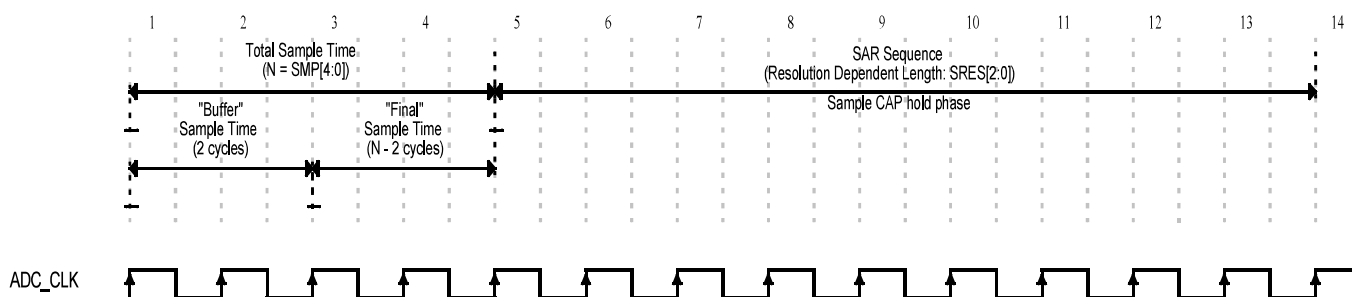 1 2 3 4 5 6 7 8 9 10 11 12 13 14
Total Sample Time
(N = SMP[4:0])
SAR Sequence
(Resolution Dependent Length: SRES[2:0])
Sample CAP hold phase
"Buffer"
Sample Time
(2 cycles)
"Final"
Sample Time
(N - 2 cycles)
ADC_CLK